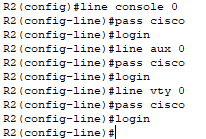 R2(config)#line console 0
R2(config-line)#pass cisco
R2(config-line)#login
R2(config-line)#line aux 0
R2(config-line)#pass cisco
R2(config-line)#login
R2(config-line)#line vty 0
R2(config-line)#pass cisco
R2(config-line)#login
R2(config-line)#